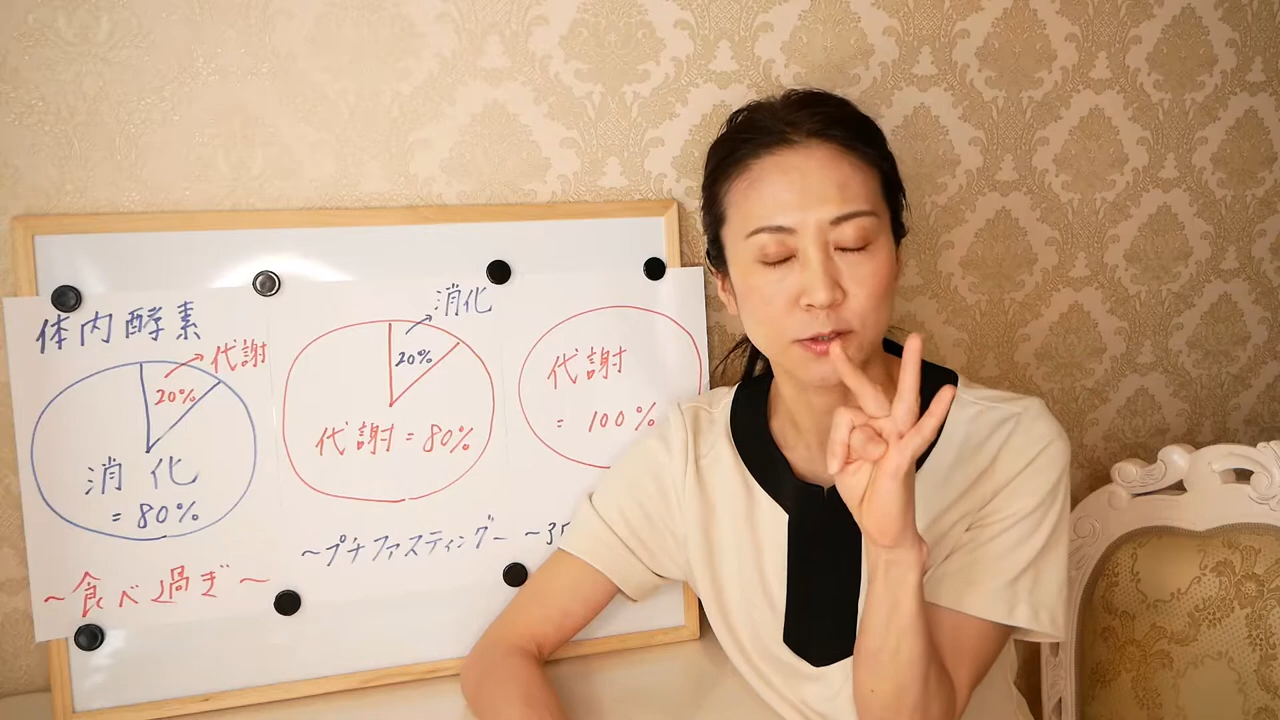 体内酵素
代謝
20%
消化
= 80%
~食べ過ぎ~
消化
20%
代謝 = 80%
~プチファスティング~
代謝
= 100%